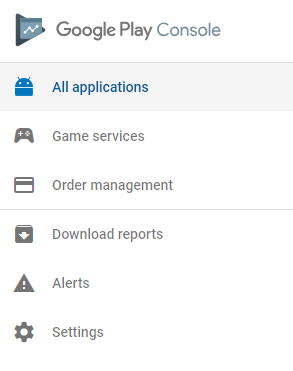 Google Play Console
All applications
Game services
Order management
Download reports
Alerts
Settings